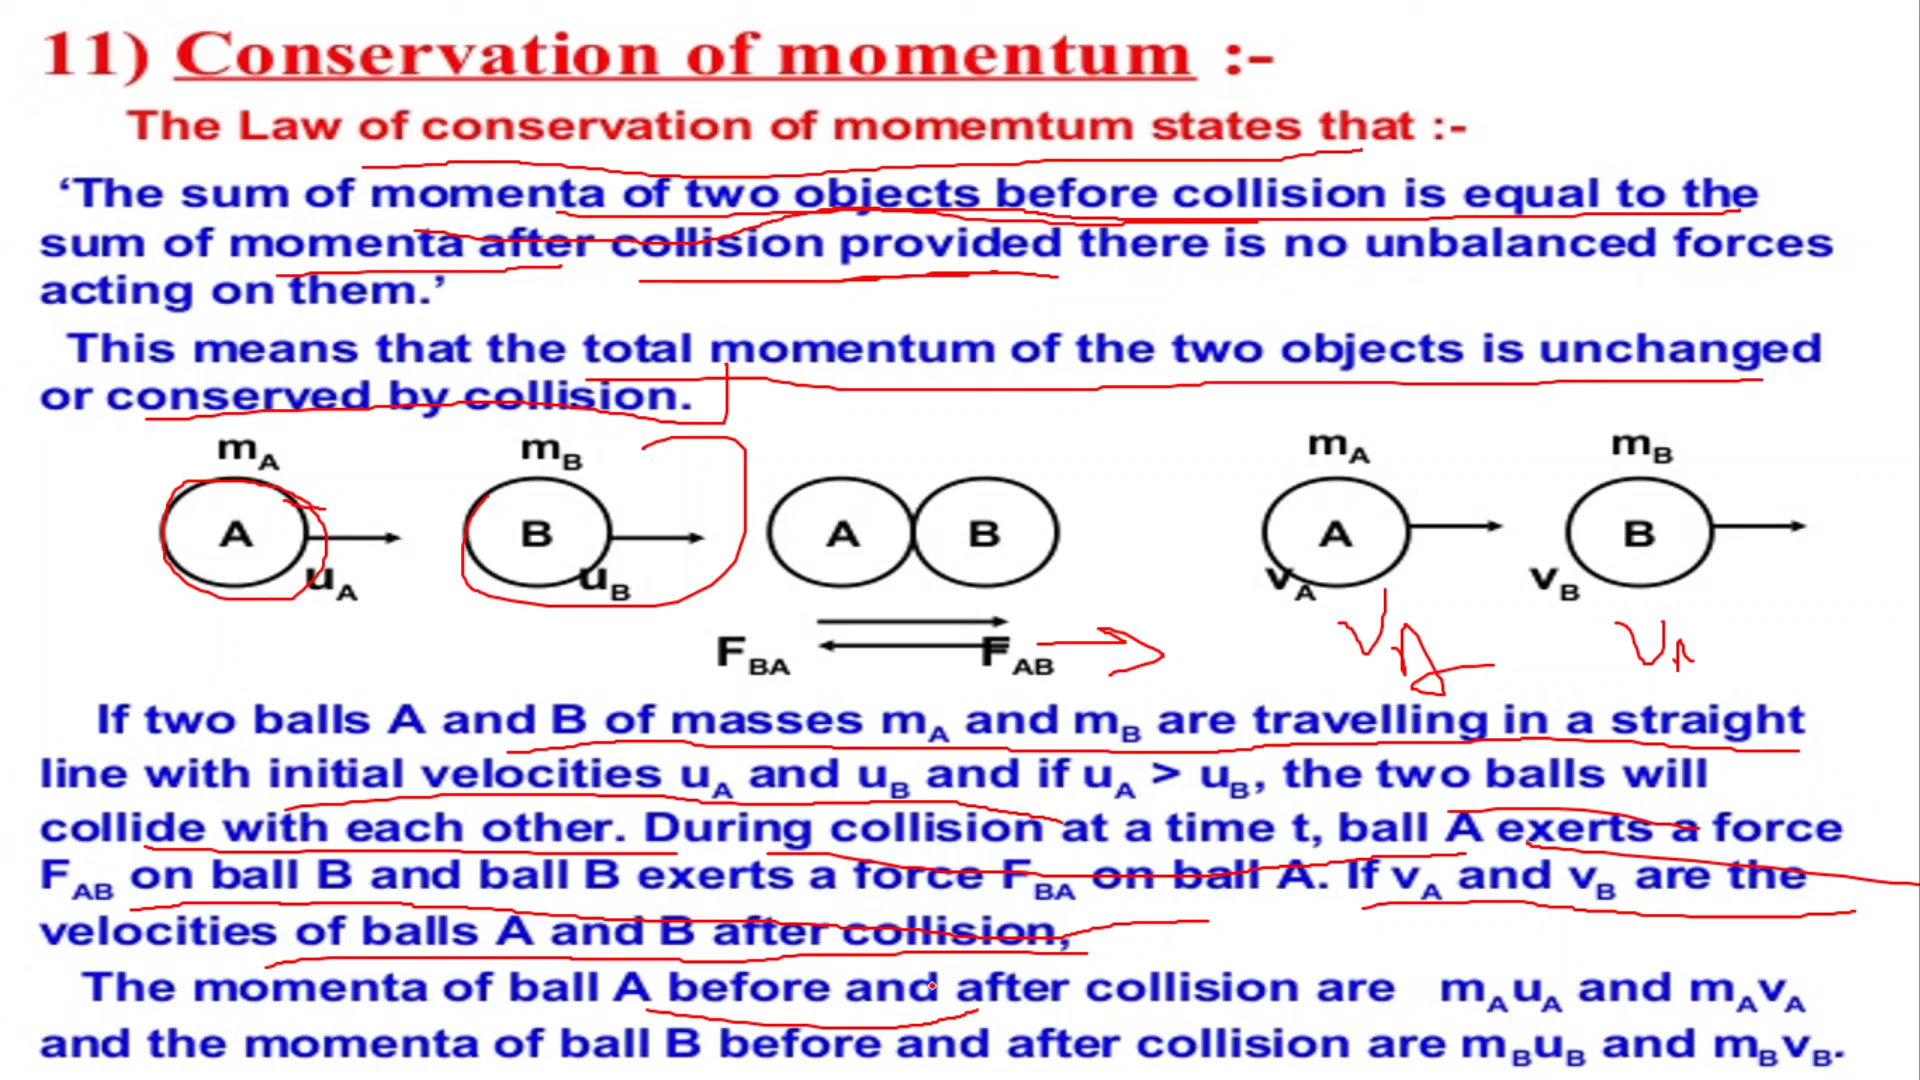 11) Conservation of momentum :-
The Law of conservation of momemtum states that :-
‘The sum of momenta of two objects before collision is equal to the
sum of momenta after collision provided there is no unbalanced forces
acting on them.’
This means that the total momentum of the two objects is unchanged
or conserved by collision.
mA mB mA mB
A B A B A B
uA uB vA vB
FBA FAB
If two balls A and B of masses mA and mB are travelling in a straight
line with initial velocities uA and uB and if uA > uB, the two balls will
collide with each other. During collision at a time t, ball A exerts a force
FAB on ball B and ball B exerts a force FBA on ball A. If vA and vB are the
velocities of balls A and B after collision,
The momenta of ball A before and after collision are mAuA and mAvA
and the momenta of ball B before and after collision are mBuB and mBvB.